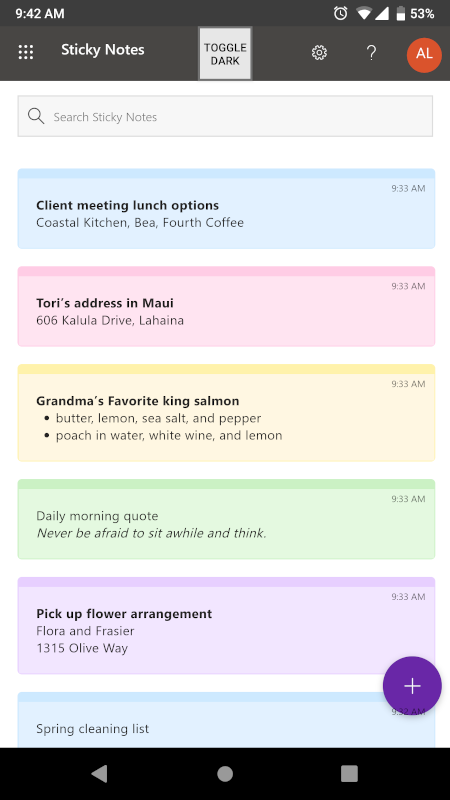 9:42 AM
53%
Sticky Notes
TOGGLE
DARK
?
AL
Search Sticky Notes
9:33 AM
Client meeting lunch options
Coastal Kitchen, Bea, Fourth Coffee
9:33 AM
Tori's address in Maui
606 Kalula Drive, Lahaina
9:33 AM
Grandma's Favorite king salmon
• butter, lemon, sea salt, and pepper
• poach in water, white wine, and lemon
9:33 AM
Daily morning quote
Never be afraid to sit awhile and think.
9:33 AM
Pick up flower arrangement
Flora and Frasier
1315 Olive Way
+
9:32 AM
Spring cleaning list